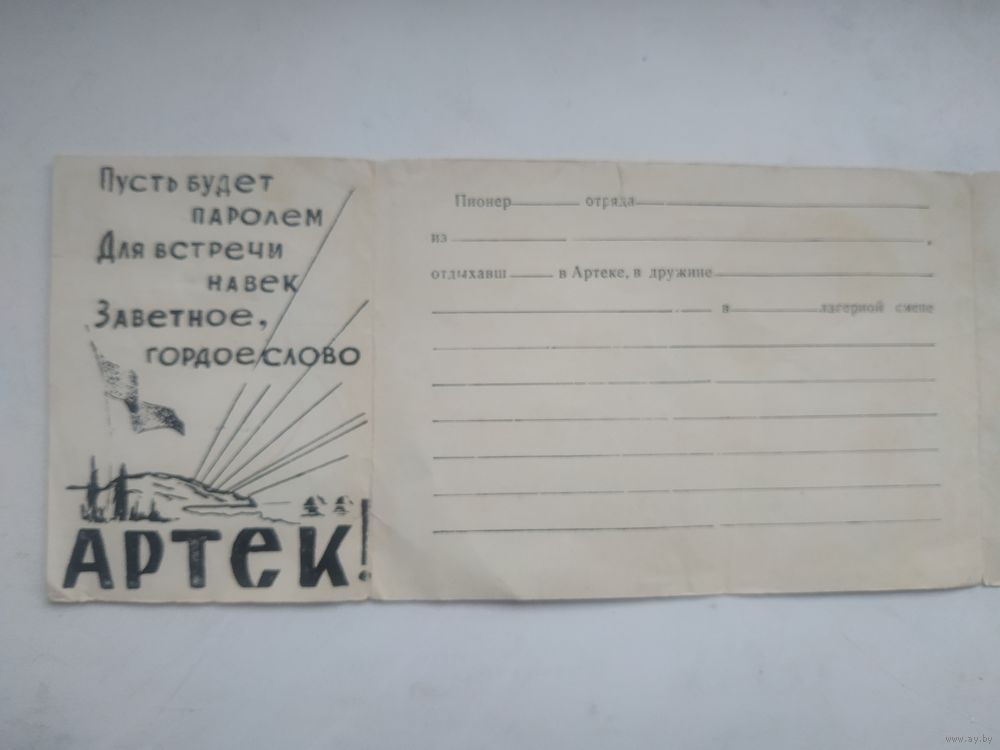 Пусть будет
паролем
Для встречи
навек
Заветное,
гордое слово
АРТЕК!
Пионер отряда
из .
отдыхавш в Артеке, в дружине
в лагерной смене
www.ay.by